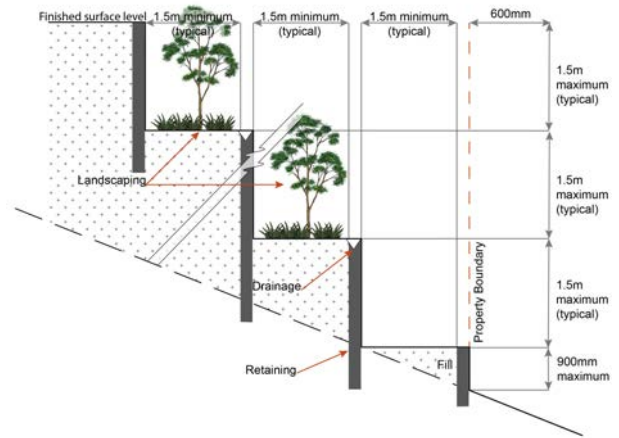 Finished surface level
1.5m minimum
(typical)
1.5m minimum
(typical)
1.5m minimum
(typical)
600mm
1.5m
maximum
(typical)
Landscaping
1.5m
maximum
(typical)
Drainage
Property Boundary
1.5m
maximum
(typical)
Retaining
Fill
900mm
maximum